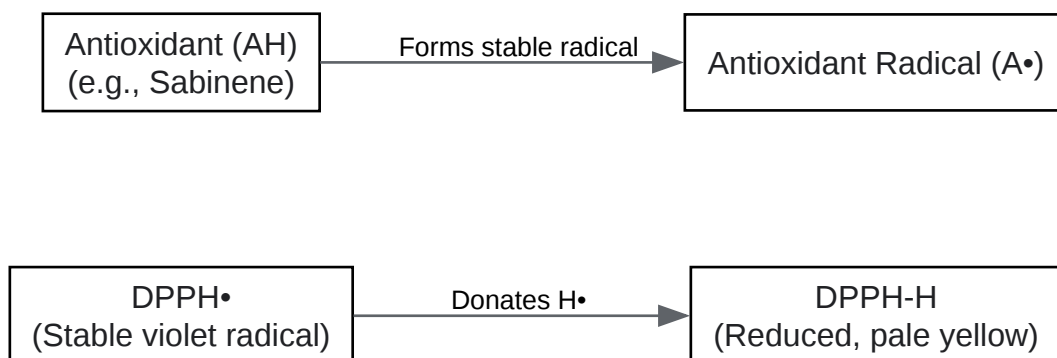 Antioxidant (AH)
(e.g., Sabinene)
Forms stable radical
Antioxidant Radical (A•)
DPPH•
(Stable violet radical)
Donates H•
DPPH-H
(Reduced, pale yellow)